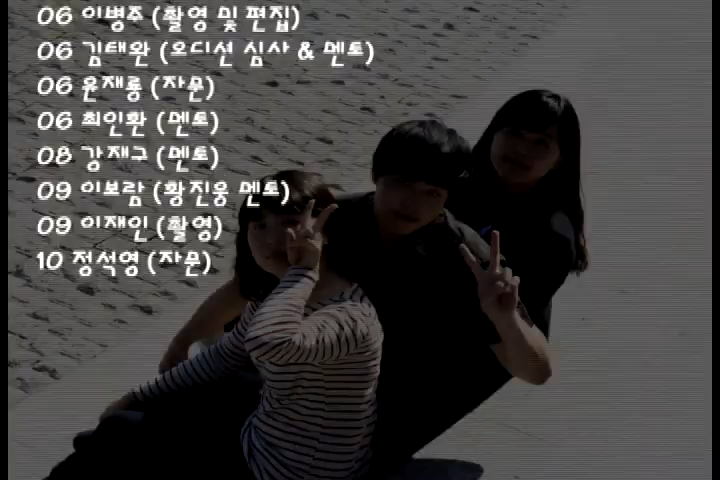 06 이병주 (촬영 및 편집)
06 김태완 (오디션 심사 & 멘토)
06 윤재룡 (자문)
06 최인환 (멘토)
08 강재구 (멘토)
09 이보람 (황진웅 멘토)
09 이재인 (촬영)
10 정석영 (자문)